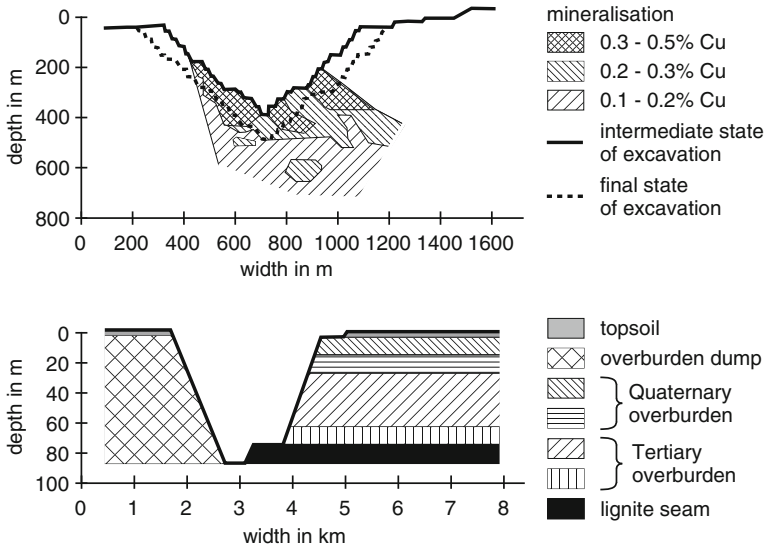 0
200
400
600
800
depth in m
0 200 400 600 800 1000 1200 1400 1600
width in m
mineralisation
0.3 - 0.5% Cu
0.2 - 0.3% Cu
0.1 - 0.2% Cu
intermediate state
of excavation
final state
of excavation
0
20
40
60
80
100
depth in m
0 1 2 3 4 5 6 7 8
width in km
topsoil
overburden dump
Quaternary
overburden
Tertiary
overburden
lignite seam